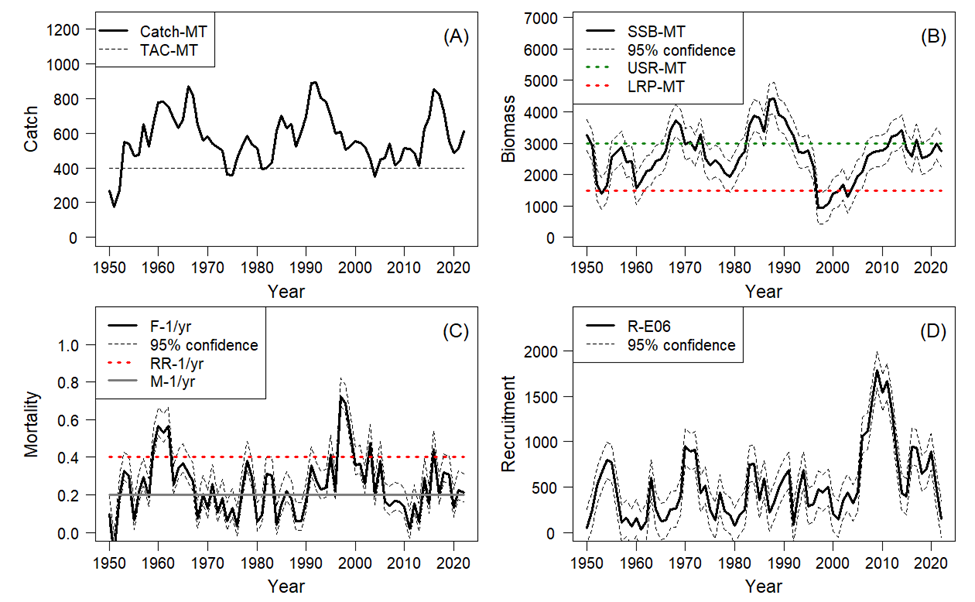 (A)
Catch-MT
TAC-MT
1200
1000
800
600
400
200
0
Catch
1950 1960 1970 1980 1990 2000 2010 2020
Year
(B)
SSB-MT
95% confidence
USR-MT
LRP-MT
7000
6000
5000
4000
3000
2000
1000
0
Biomass
1950 1960 1970 1980 1990 2000 2010 2020
Year
(C)
F-1/yr
95% confidence
RR-1/yr
M-1/yr
1.0
0.8
0.6
0.4
0.2
0.0
Mortality
1950 1960 1970 1980 1990 2000 2010 2020
Year
(D)
R-E06
95% confidence
2000
1500
1000
500
0
Recruitment
1950 1960 1970 1980 1990 2000 2010 2020
Year